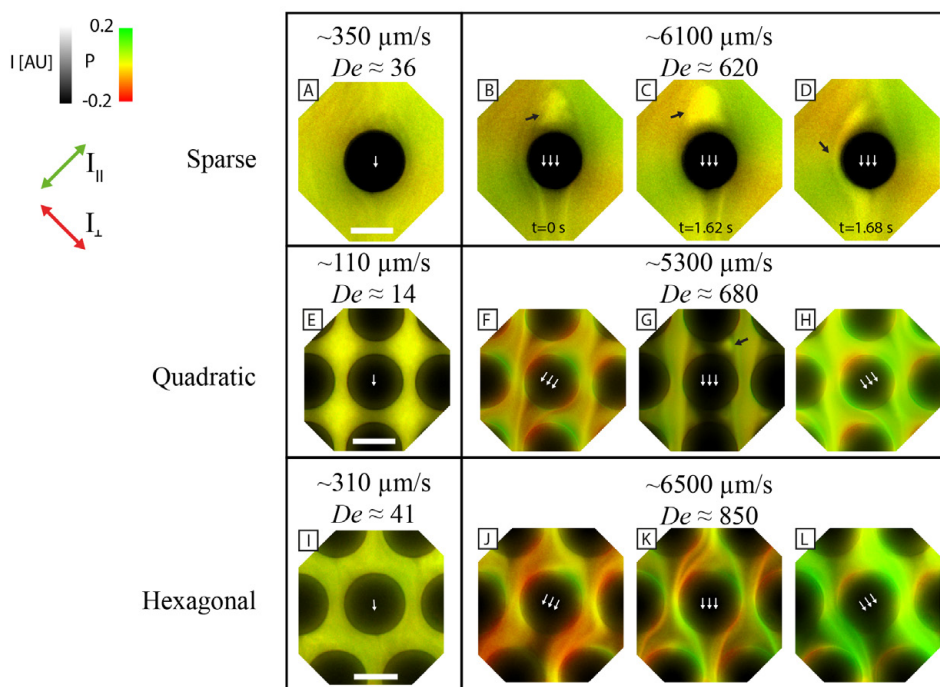 ~350 µm/s
De ≈ 36
~6100 µm/s
De ≈ 620
0.2
I [AU]
P
-0.2
A
B
C
D
I||
I⊥
Sparse
t=0 s
t=1.62 s
t=1.68 s
~110 µm/s
De ≈ 14
~5300 µm/s
De ≈ 680
E
F
G
H
Quadratic
~310 µm/s
De ≈ 41
~6500 µm/s
De ≈ 850
I
J
K
L
Hexagonal